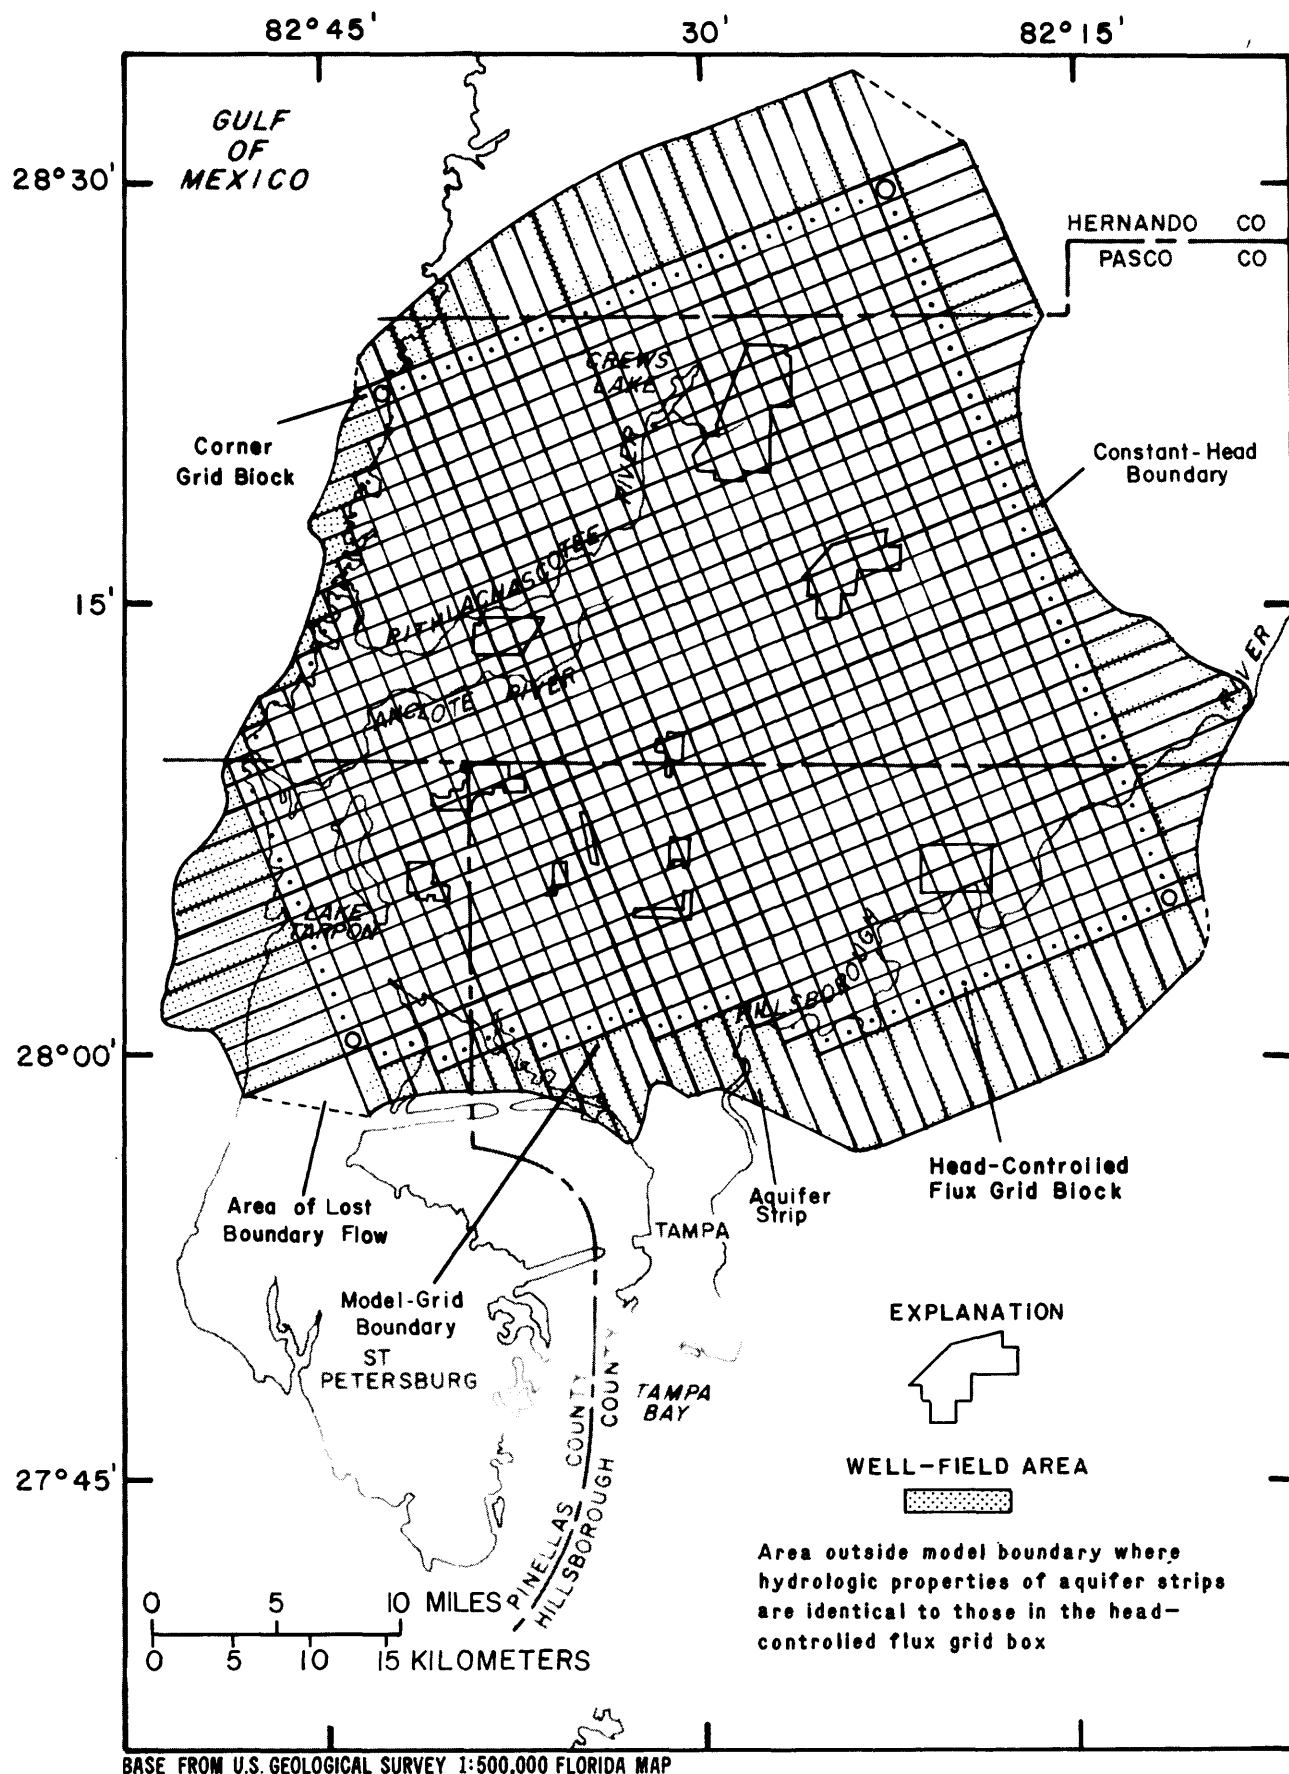 82°45'
30'
82°15'
GULF
OF
MEXICO
28°30'
HERNANDO CO
PASCO CO
CREWS
LAKE
Corner
Grid Block
RIVER
Constant-Head
Boundary
PITHLACHASCOTEE
15'
RIVER
ANCLOTE RIVER
LAKE
TARPON
HILLSBOROUGH
28°00'
Head-Controlled
Flux Grid Block
Area of Lost
Boundary Flow
Aquifer
Strip
TAMPA
Model-Grid
Boundary
ST
PETERSBURG
EXPLANATION
TAMPA
BAY
PINELLAS COUNTY
HILLSBOROUGH COUNTY
WELL-FIELD AREA
27°45'
Area outside model boundary where
hydrologic properties of aquifer strips
are identical to those in the head-
controlled flux grid box
0 5 10 MILES
0 5 10 15 KILOMETERS
BASE FROM U.S. GEOLOGICAL SURVEY 1:500,000 FLORIDA MAP